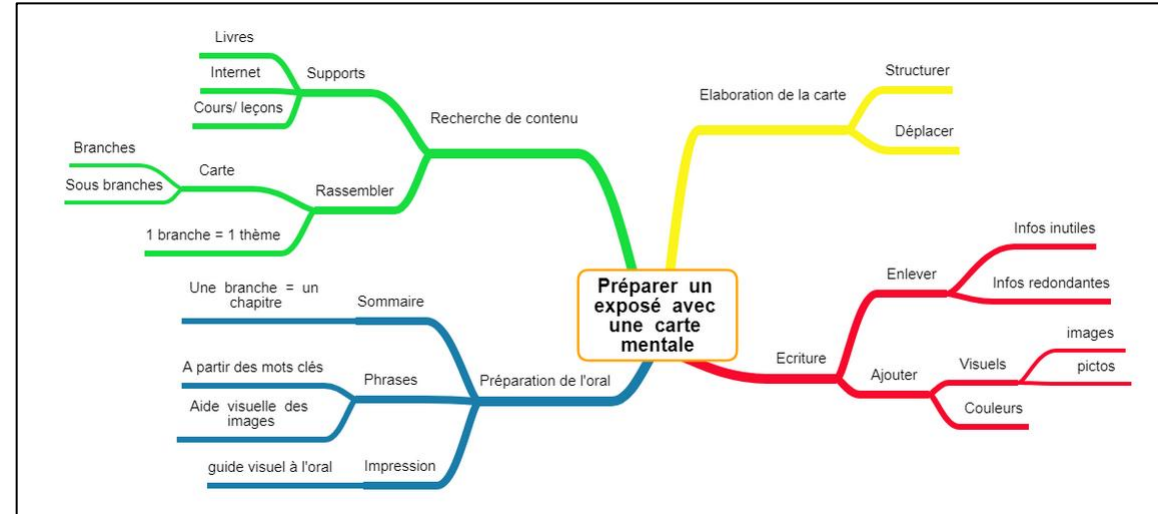 Préparer un
exposé avec
une carte
mentale
Recherche de contenu
Supports
Livres
Internet
Cours/ leçons
Rassembler
Carte
Branches
Sous branches
1 branche = 1 thème
Elaboration de la carte
Structurer
Déplacer
Ecriture
Enlever
Infos inutiles
Infos redondantes
Ajouter
Visuels
images
pictos
Couleurs
Préparation de l'oral
Sommaire
Une branche = un
chapitre
Phrases
A partir des mots clés
Aide visuelle des
images
Impression
guide visuel à l'oral